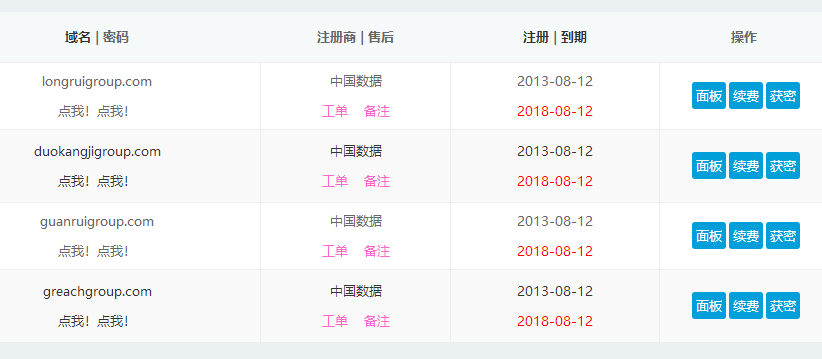 域名 | 密码 注册商 | 售后 注册 | 到期 操作
longruigroup.com 中国数据 2013-08-12
面板 续费 获密
点我！点我！ 工单 备注 2018-08-12
duokangjigroup.com 中国数据 2013-08-12
面板 续费 获密
点我！点我！ 工单 备注 2018-08-12
guanruigroup.com 中国数据 2013-08-12
面板 续费 获密
点我！点我！ 工单 备注 2018-08-12
greachgroup.com 中国数据 2013-08-12
面板 续费 获密
点我！点我！ 工单 备注 2018-08-12